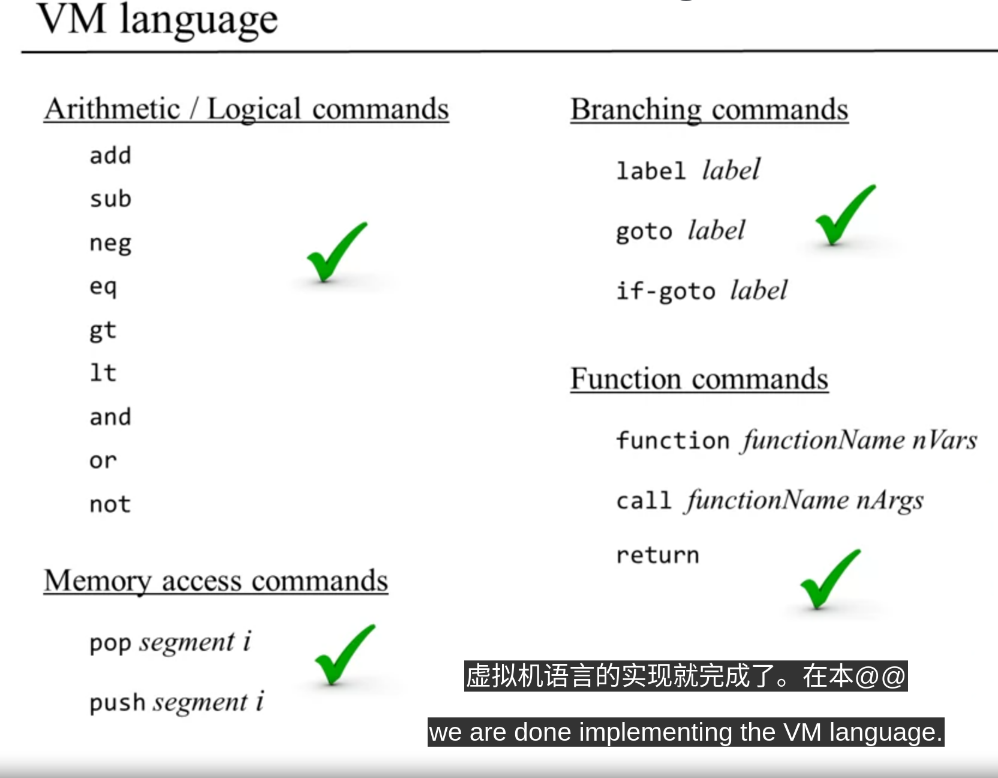 VM language
Arithmetic / Logical commands
add
sub
neg
eq
gt
lt
and
or
not
Memory access commands
pop segment i
push segment i
Branching commands
label label
goto label
if-goto label
Function commands
function functionName nVars
call functionName nArgs
return
虚拟机语言的实现就完成了。在本@@
we are done implementing the VM language.